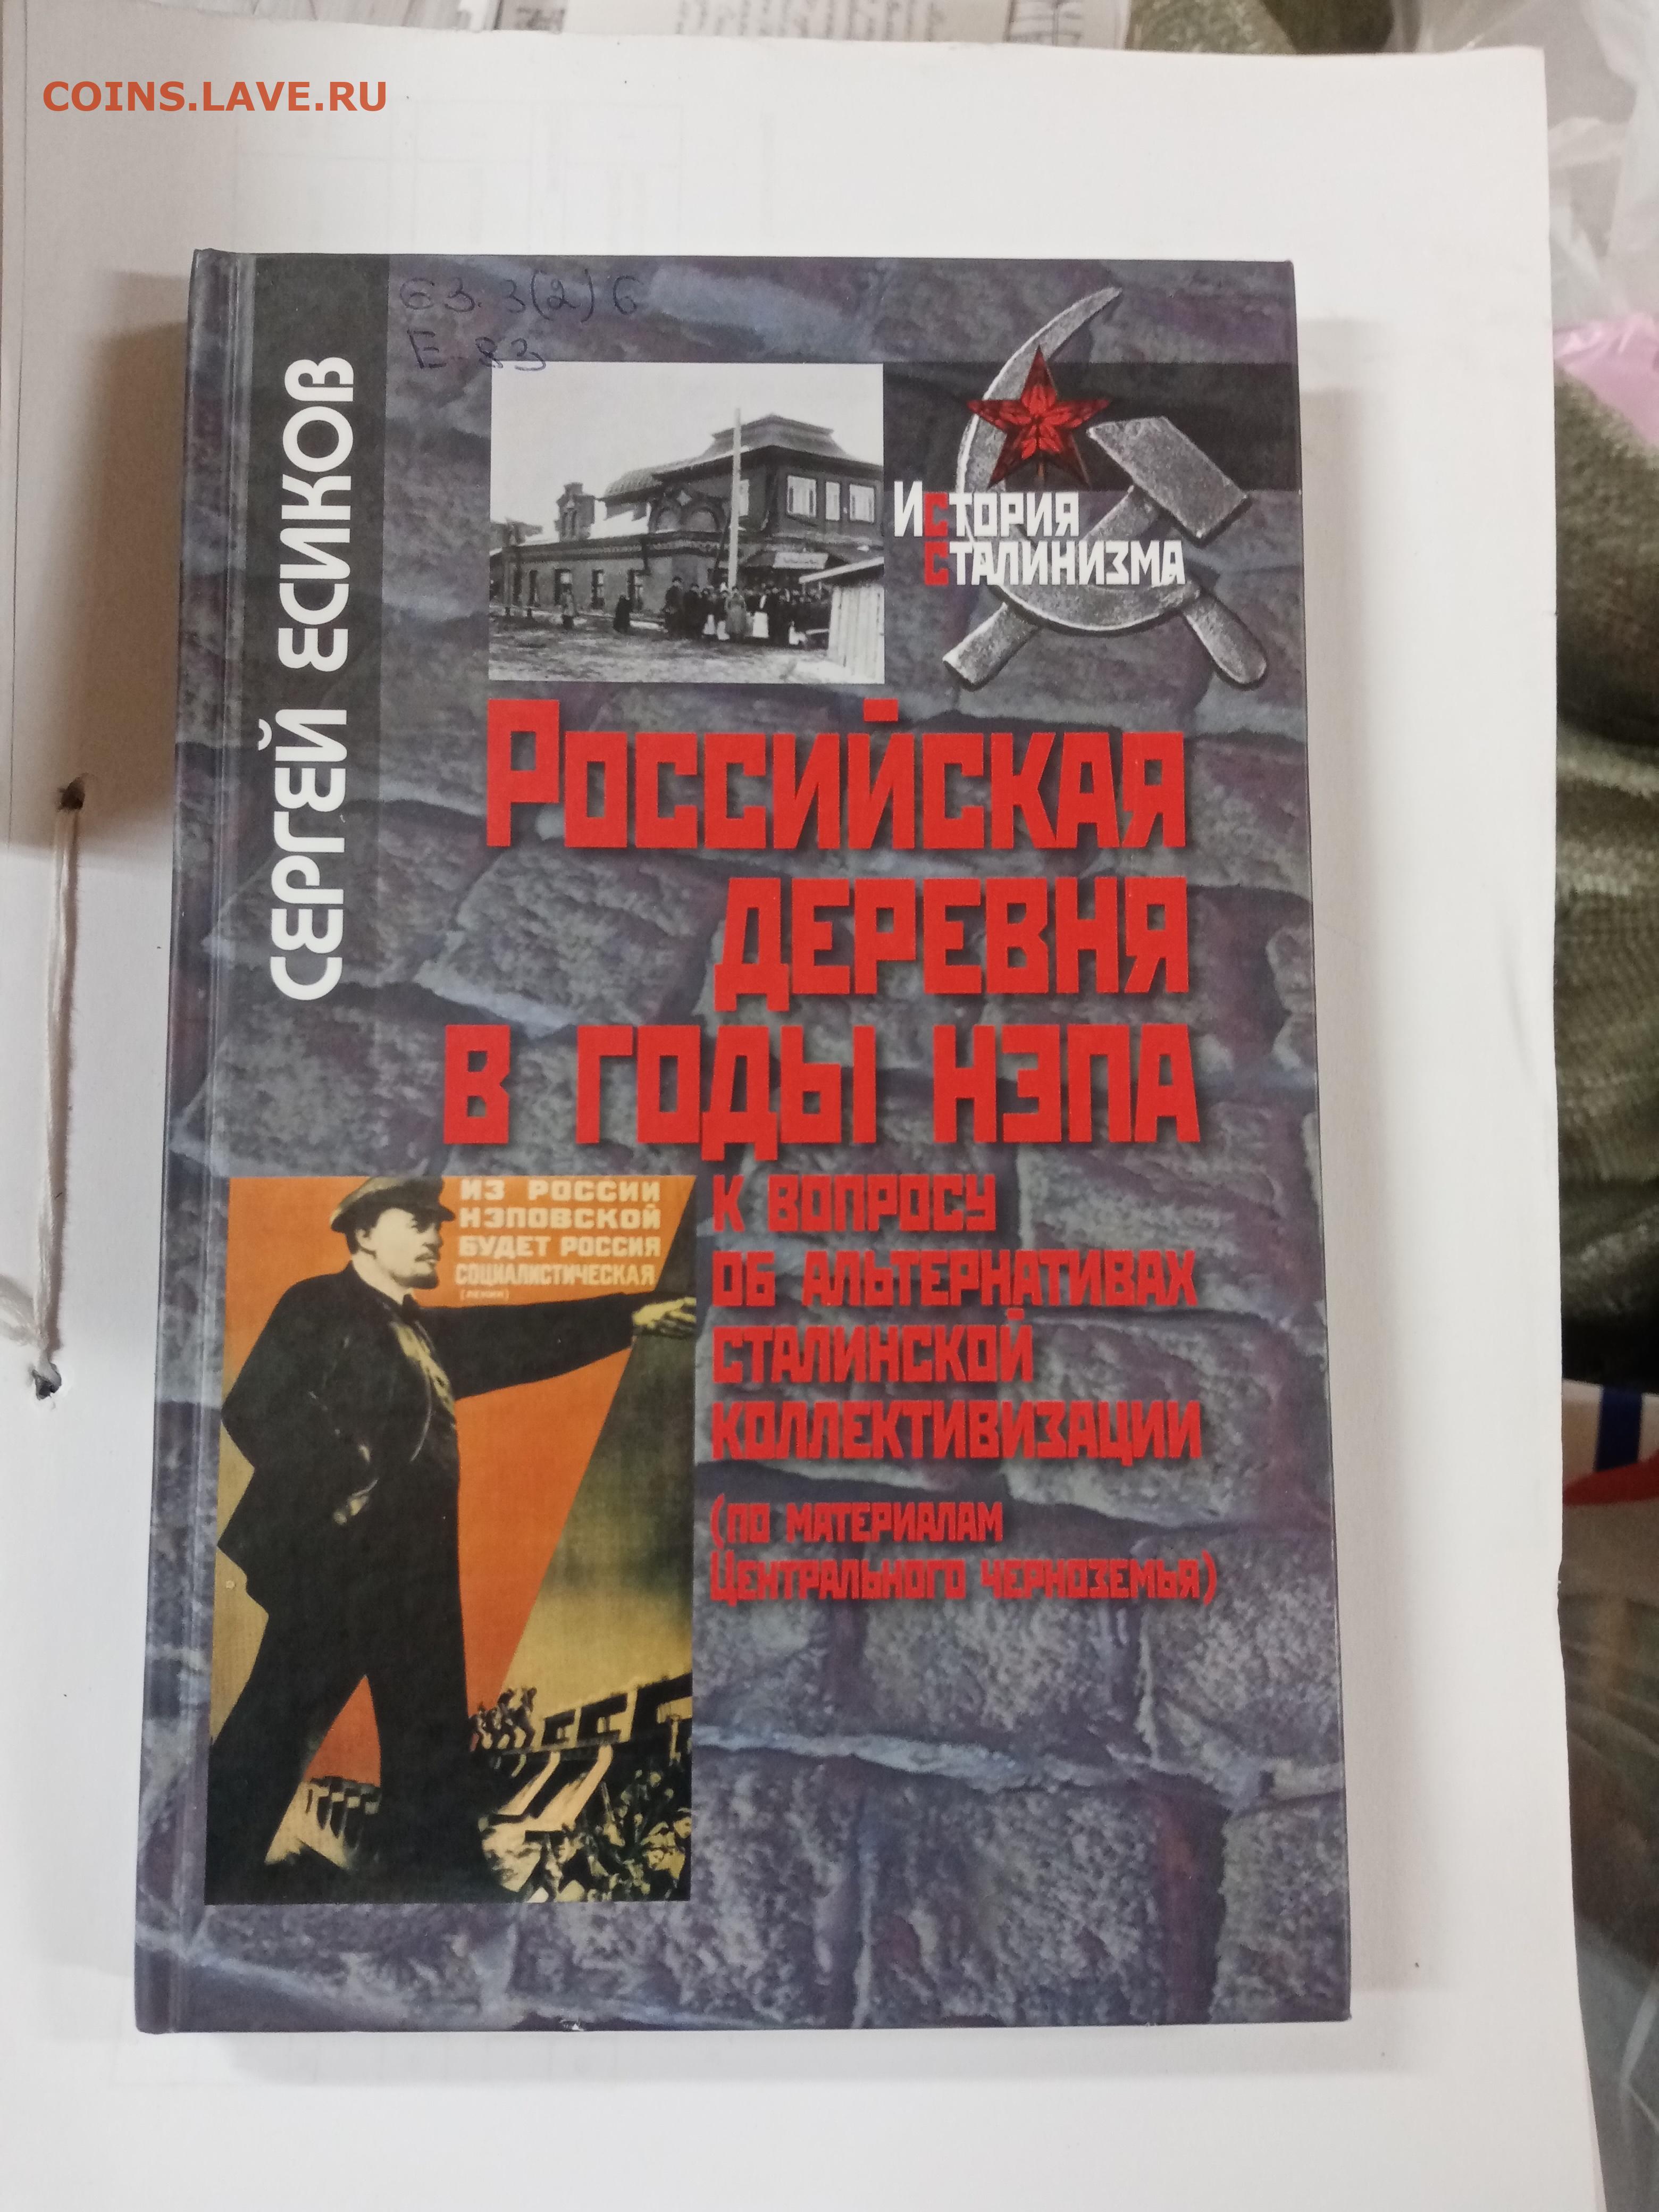 COINS.LAVE.RU
63.3(2)6
Е 83
СЕРГЕЙ ЕСИКОВ
ИСТОРИЯ
СТАЛИНИЗМА
РОССИЙСКАЯ
ДЕРЕВНЯ
В ГОДЫ НЭПА
К ВОПРОСУ
ОБ АЛЬТЕРНАТИВАХ
СТАЛИНСКОЙ
КОЛЛЕКТИВИЗАЦИИ
(ПО МАТЕРИАЛАМ
ЦЕНТРАЛЬНОГО ЧЕРНОЗЕМЬЯ)
ИЗ РОССИИ
НЭПОВСКОЙ
БУДЕТ РОССИЯ
СОЦИАЛИСТИЧЕСКАЯ
(ЛЕНИН)